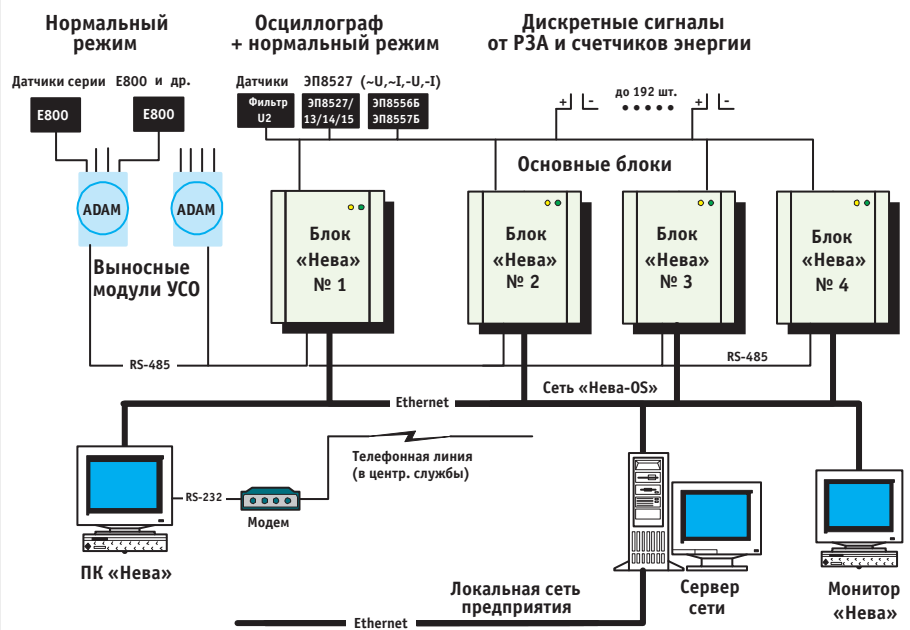 Нормальный
режим
Осциллограф
+ нормальный режим
Дискретные сигналы
от РЗА и счетчиков энергии
Датчики серии E800 и др.
E800
E800
Датчики ЭП8527 (~U,~I,-U,-I)
Фильтр
U2
ЭП8527/
13/14/15
ЭП8556Б
ЭП8557Б
+ -
до 192 шт.
+ -
Основные блоки
ADAM
ADAM
Выносные
модули УСО
Блок
«Нева»
№ 1
Блок
«Нева»
№ 2
Блок
«Нева»
№ 3
Блок
«Нева»
№ 4
RS-485
RS-485
Сеть «Нева-OS»
Ethernet
Телефонная линия
(в центр. службы)
RS-232
Модем
ПК «Нева»
Сервер
сети
Монитор
«Нева»
Локальная сеть
предприятия
Ethernet